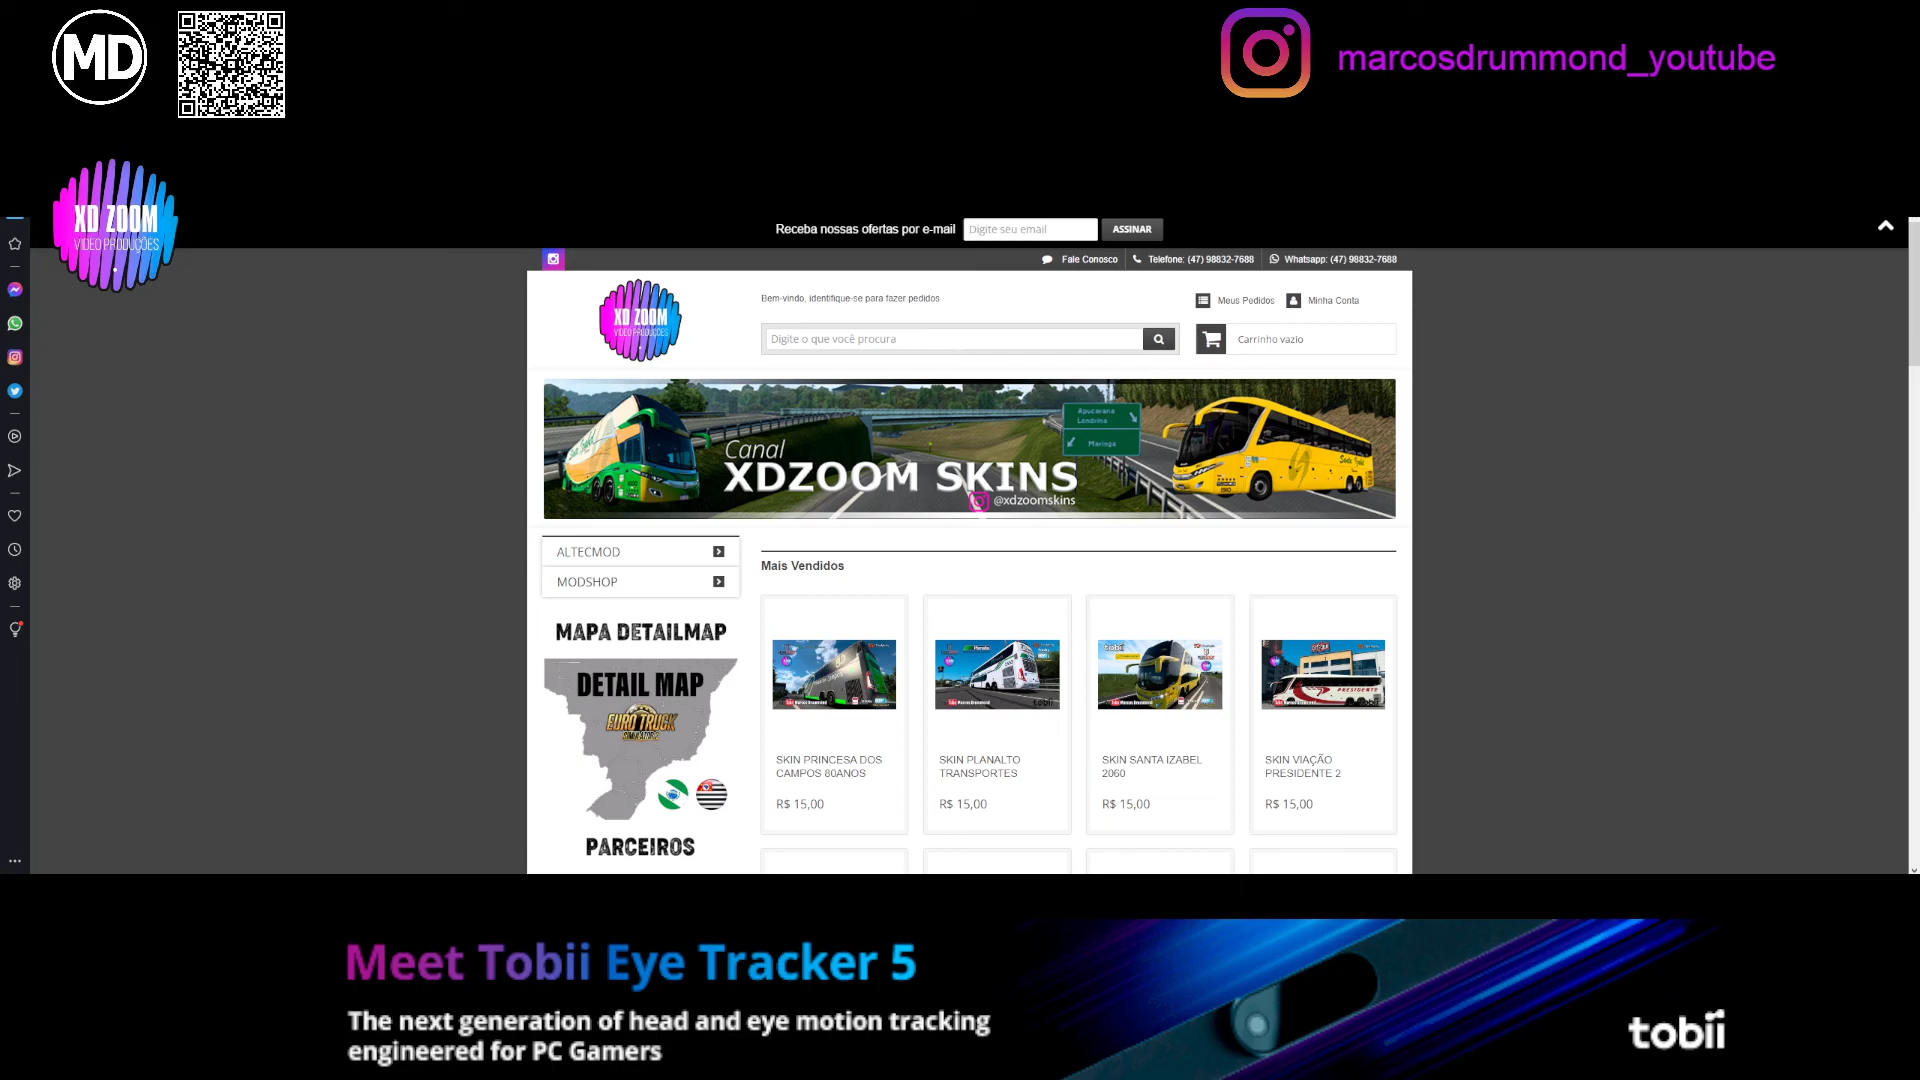 MD
marcosdrummond_youtube
XD ZOOM
VIDEO PRODUÇÕES
Receba nossas ofertas por e-mail
Digite seu email
ASSINAR
Fale Conosco
Telefone: (47) 98832-7688
Whatsapp: (47) 98832-7688
XD ZOOM
VIDEO PRODUÇÕES
Bem-vindo, identifique-se para fazer pedidos
Meus Pedidos
Minha Conta
Digite o que você procura
Carrinho vazio
Apucarana
Londrina
Maringa
Canal
XDZOOM SKINS
@xdzoomskins
ALTECMOD
MODSHOP
Mais Vendidos
MAPA DETAILMAP
DETAIL MAP
EURO TRUCK
SIMULATOR 2
PARCEIROS
SKIN PRINCESA DOS
CAMPOS 80ANOS
R$ 15,00
SKIN PLANALTO
TRANSPORTES
R$ 15,00
SKIN SANTA IZABEL
2060
R$ 15,00
SKIN VIAÇÃO
PRESIDENTE 2
R$ 15,00
Meet Tobii Eye Tracker 5
The next generation of head and eye motion tracking
engineered for PC Gamers
tobii